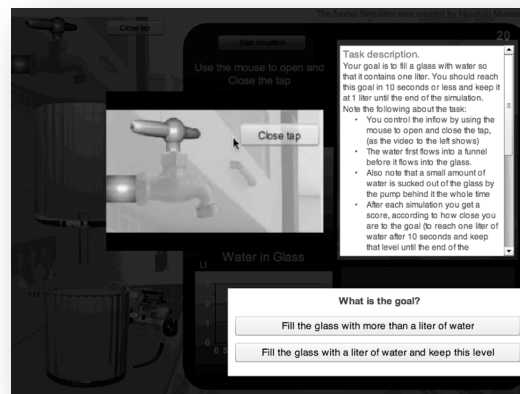 The funnel Simulator was created by Mauricio Munera
Close tap
Start simulation
20
Use the mouse to open and
Close the tap
Close tap
Task description.
Your goal is to fill a glass with water so
that it contains one liter. You should reach
this goal in 10 seconds or less and keep it
at 1 liter until the end of the simulation.
Note the following about the task:
• You control the inflow by using the
mouse to open and close the tap,
(as the video to the left shows)
• The water first flows into a funnel
before it flows into the glass.
• Also note that a small amount of
water is sucked out of the glass by
the pump behind it the whole time
• After each simulation you get a
score, according to how close you
are to the goal (to reach one liter of
water after 10 seconds and keep
that level until the end of the
Water in Glass
Lt
3
2
1
0
0 5
What is the goal?
Fill the glass with more than a liter of water
Fill the glass with a liter of water and keep this level